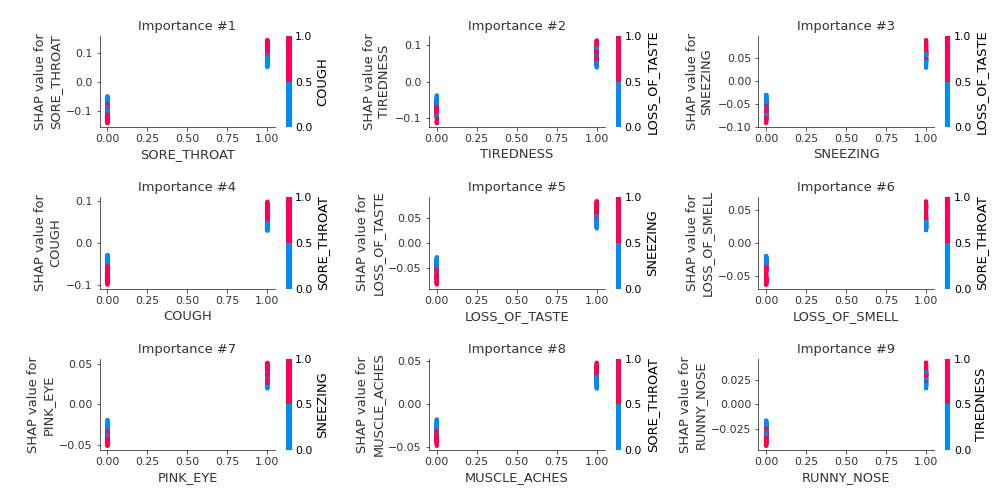 Importance #1
SHAP value for
SORE_THROAT
0.1
0.0
−0.1
0.00 0.25 0.50 0.75 1.00
SORE_THROAT
1.0
0.5
0.0
COUGH
Importance #2
SHAP value for
TIREDNESS
0.1
0.0
−0.1
0.00 0.25 0.50 0.75 1.00
TIREDNESS
1.0
0.5
0.0
LOSS_OF_TASTE
Importance #3
SHAP value for
SNEEZING
0.05
0.00
−0.05
−0.10
0.00 0.25 0.50 0.75 1.00
SNEEZING
1.0
0.5
0.0
LOSS_OF_TASTE
Importance #4
SHAP value for
COUGH
0.1
0.0
−0.1
0.00 0.25 0.50 0.75 1.00
COUGH
1.0
0.5
0.0
SORE_THROAT
Importance #5
SHAP value for
LOSS_OF_TASTE
0.05
−0.05
0.00 0.25 0.50 0.75 1.00
LOSS_OF_TASTE
1.0
0.5
0.0
SNEEZING
Importance #6
SHAP value for
LOSS_OF_SMELL
0.05
0.00
−0.05
0.00 0.25 0.50 0.75 1.00
LOSS_OF_SMELL
1.0
0.5
0.0
SORE_THROAT
Importance #7
SHAP value for
PINK_EYE
0.05
0.00
−0.05
0.00 0.25 0.50 0.75 1.00
PINK_EYE
1.0
0.5
0.0
SNEEZING
Importance #8
SHAP value for
MUSCLE_ACHES
0.05
0.00
−0.05
0.00 0.25 0.50 0.75 1.00
MUSCLE_ACHES
1.0
0.5
0.0
SORE_THROAT
Importance #9
SHAP value for
RUNNY_NOSE
0.025
0.000
−0.025
0.00 0.25 0.50 0.75 1.00
RUNNY_NOSE
1.0
0.5
0.0
TIREDNESS